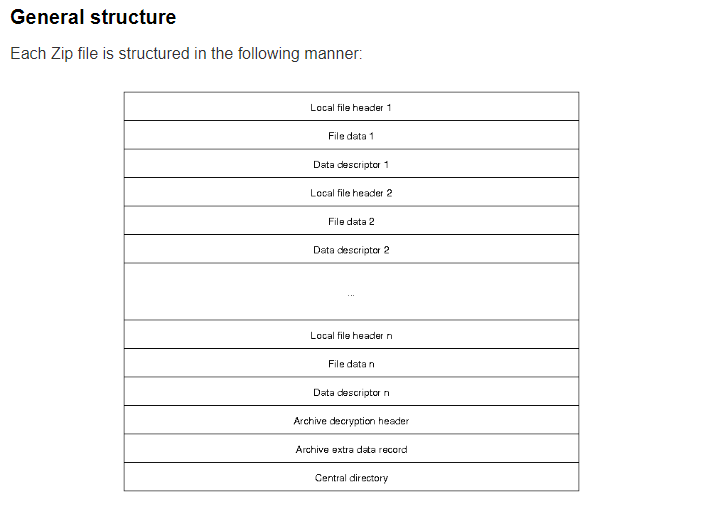 General structure
Each Zip file is structured in the following manner:
Local file header 1
File data 1
Data descriptor 1
Local file header 2
File data 2
Data descriptor 2
...
Local file header n
File data n
Data descriptor n
Archive decryption header
Archive extra data record
Central directory